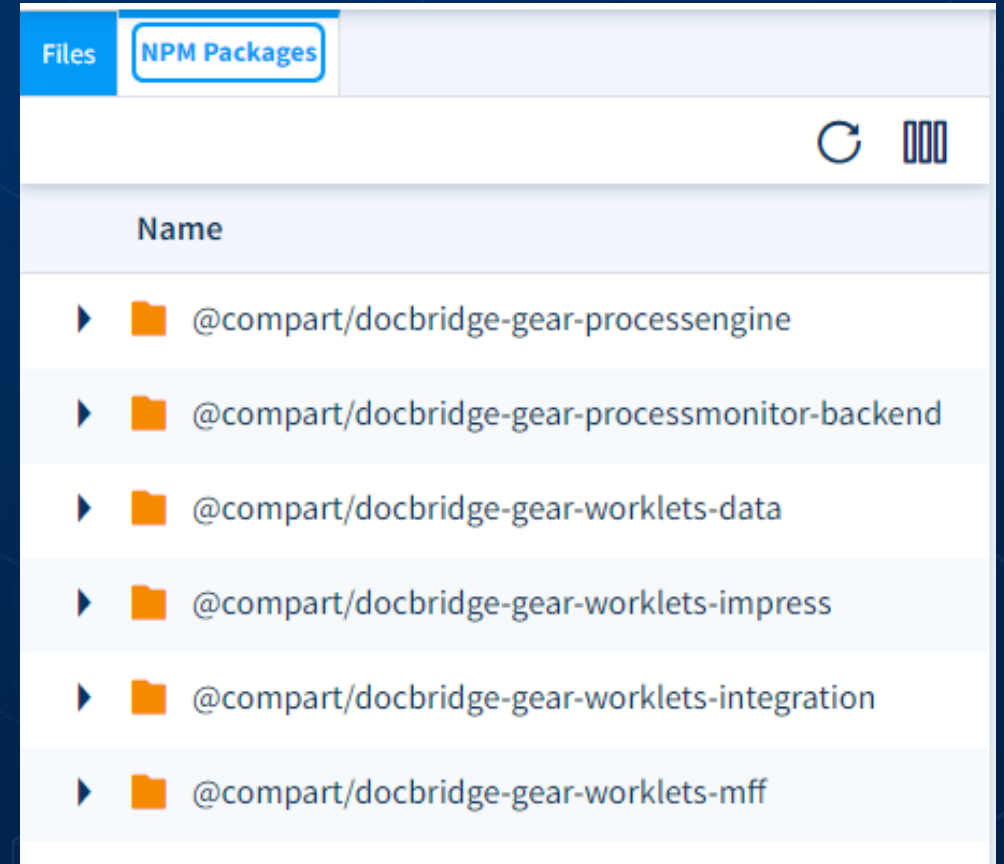 Files NPM Packages
Name
@compart/docbridge-gear-processengine
@compart/docbridge-gear-processmonitor-backend
@compart/docbridge-gear-worklets-data
@compart/docbridge-gear-worklets-impress
@compart/docbridge-gear-worklets-integration
@compart/docbridge-gear-worklets-mff